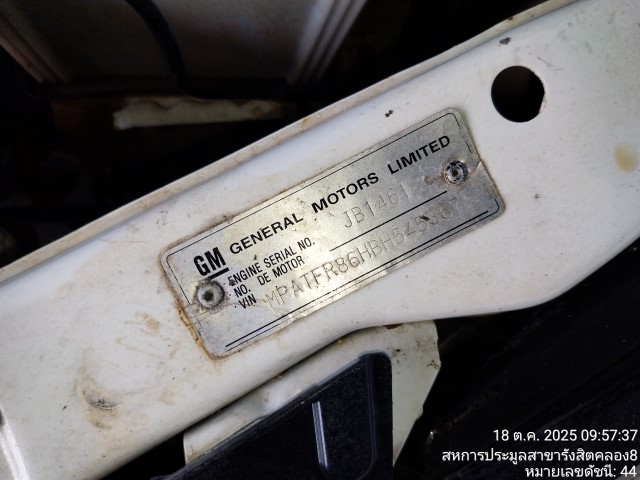 GM GENERAL MOTORS LIMITED
ENGINE SERIAL NO. JB1461
NO. DE MOTOR
VIN
18 ต.ค. 2025 09:57:37
สหการประมูลสาขารังสิตคลอง8
หมายเลขดัชนี: 44